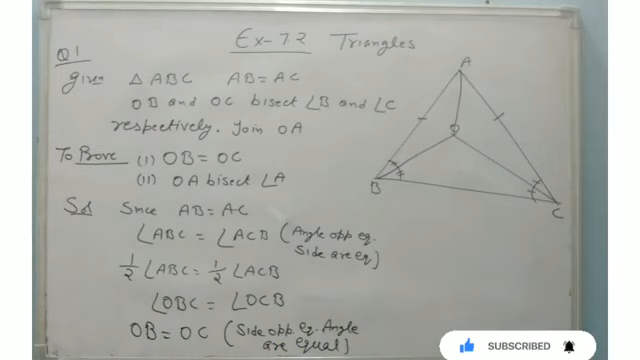 Ex-7.2 Triangles
Q1
Given △ABC AB = AC
OB and OC bisect ∠B and ∠C
respectively. Join OA
To Prove (i) OB = OC
(ii) OA bisect ∠A
Sol Since AB = AC
∠ABC = ∠ACB (Angle opp eq.
Side are eq)
1/2 ∠ABC = 1/2 ∠ACB
∠OBC = ∠OCB
OB = OC (Side opp. eq. Angle
are equal)
A
O
B
C
SUBSCRIBED